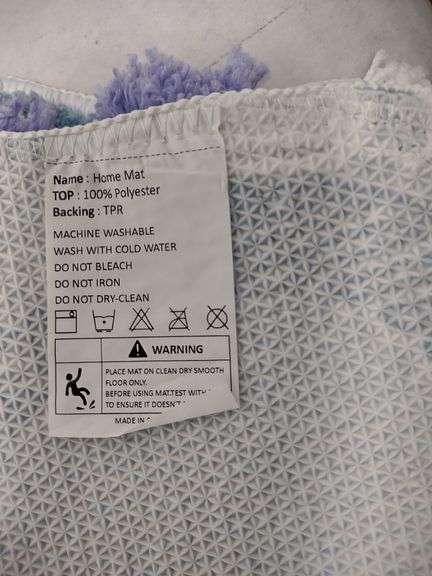 Name : Home Mat
TOP : 100% Polyester
Backing : TPR
MACHINE WASHABLE
WASH WITH COLD WATER
DO NOT BLEACH
DO NOT IRON
DO NOT DRY-CLEAN
WARNING
PLACE MAT ON CLEAN DRY SMOOTH
FLOOR ONLY.
BEFORE USING MAT.TEST WITH
TO ENSURE IT DOESN'T
MADE IN